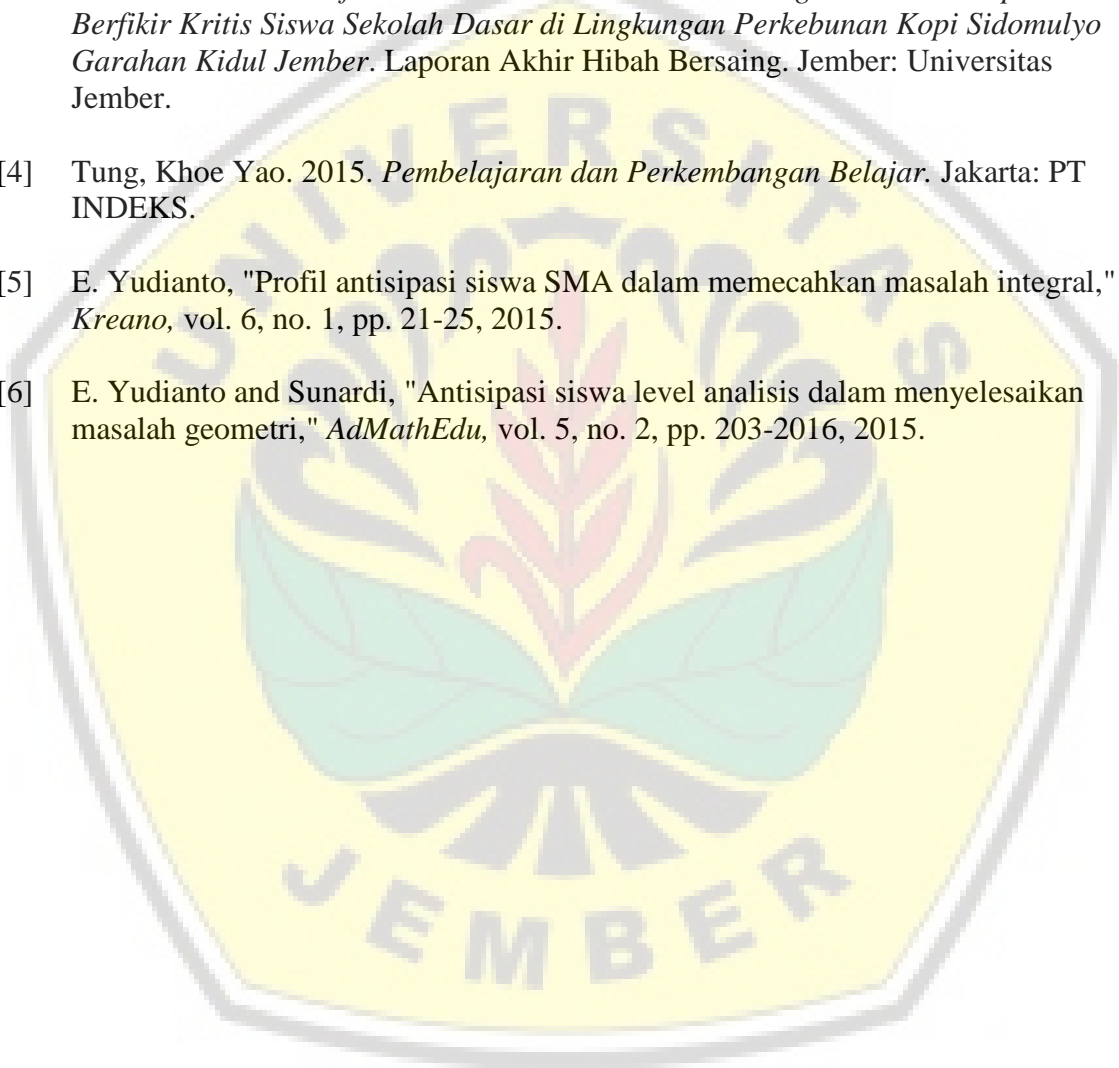 Berfikir Kritis Siswa Sekolah Dasar di Lingkungan Perkebunan Kopi Sidomulyo
Garahan Kidul Jember. Laporan Akhir Hibah Bersaing. Jember: Universitas
Jember.
[4] Tung, Khoe Yao. 2015. Pembelajaran dan Perkembangan Belajar. Jakarta: PT
INDEKS.
[5] E. Yudianto, "Profil antisipasi siswa SMA dalam memecahkan masalah integral,"
Kreano, vol. 6, no. 1, pp. 21-25, 2015.
[6] E. Yudianto and Sunardi, "Antisipasi siswa level analisis dalam menyelesaikan
masalah geometri," AdMathEdu, vol. 5, no. 2, pp. 203-2016, 2015.
UNIVERSITAS
JEMBER